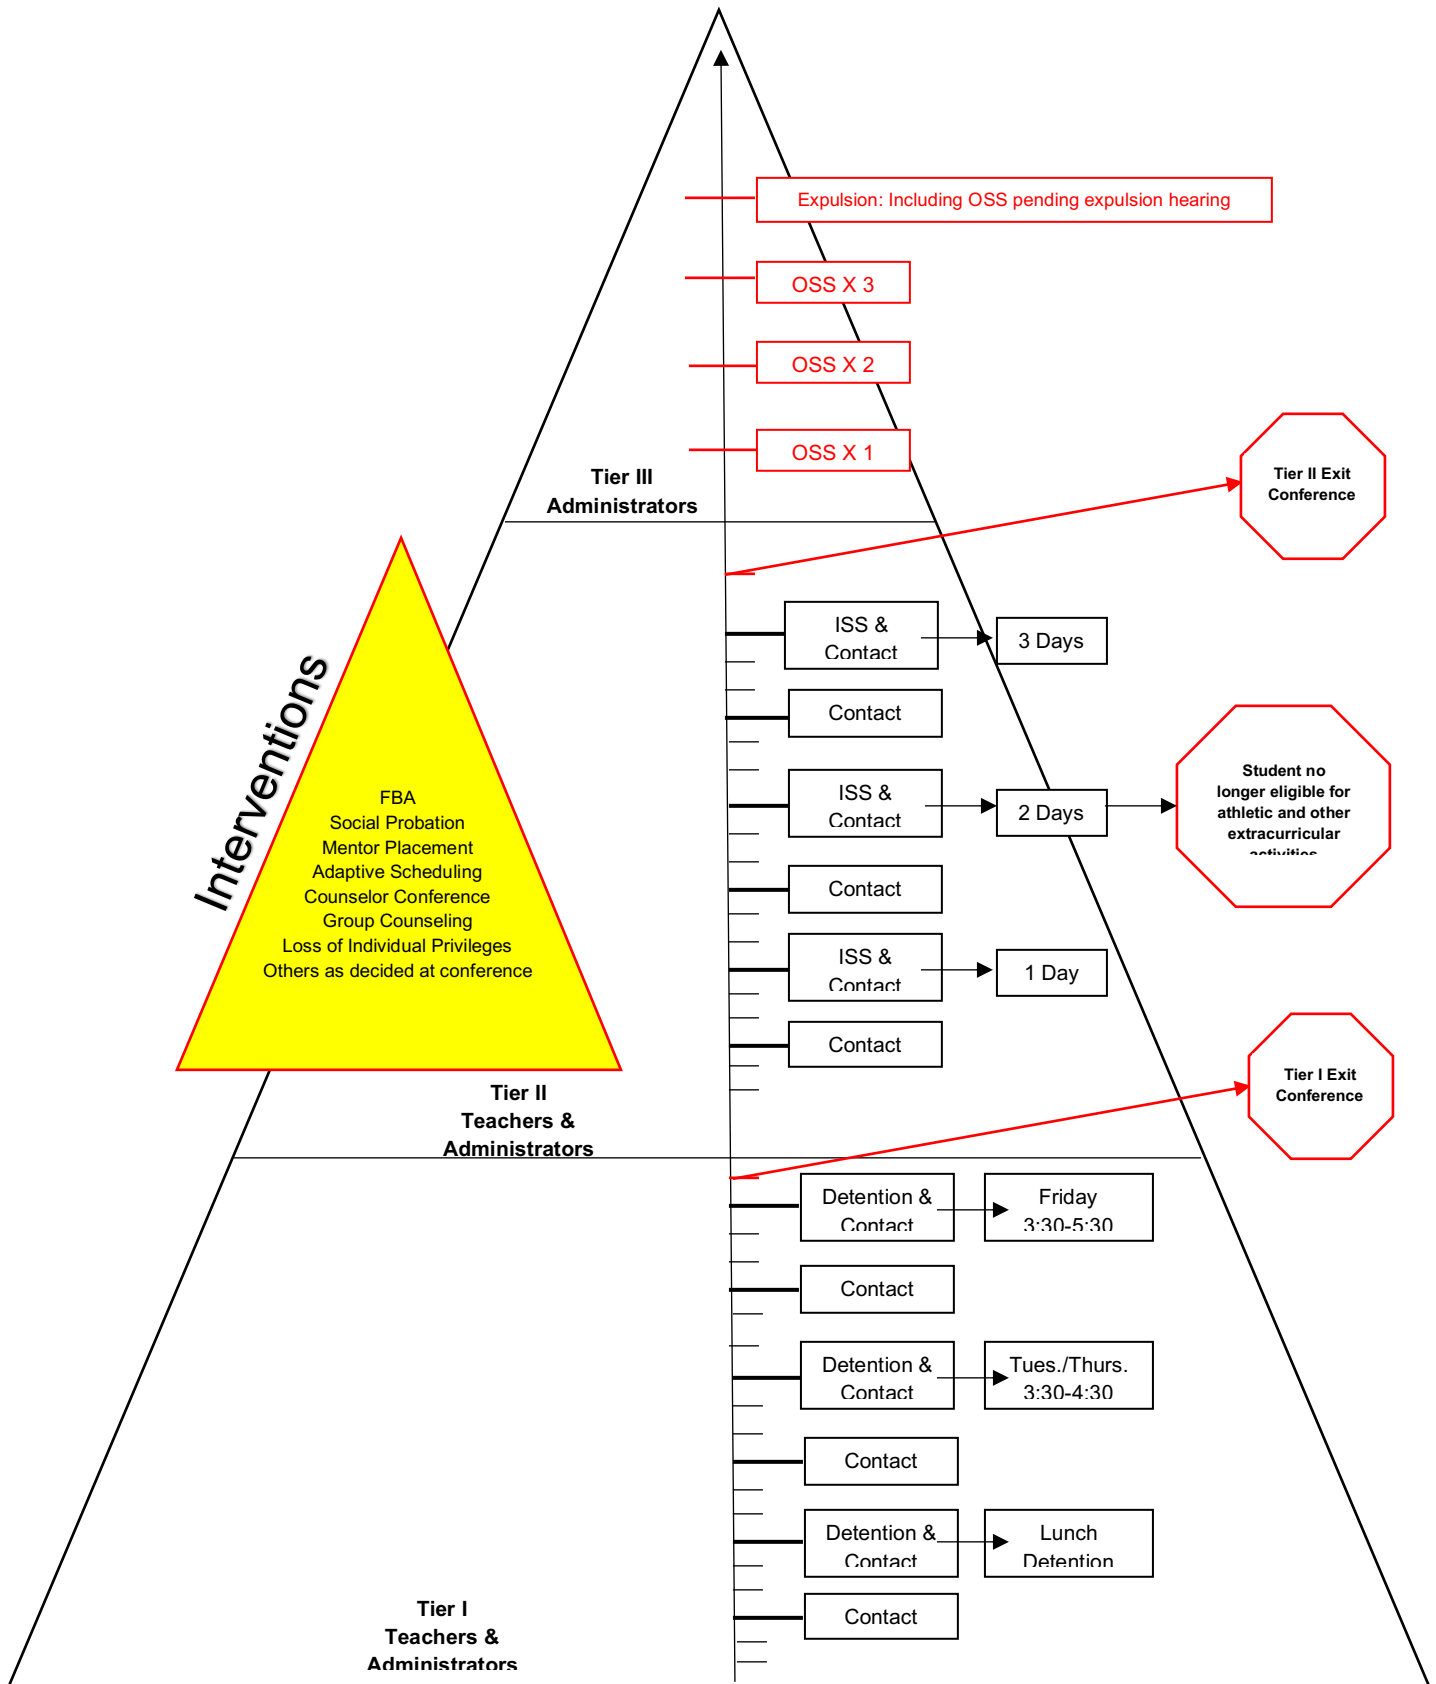 Expulsion: Including OSS pending expulsion hearing
OSS X 3
OSS X 2
OSS X 1
Tier III
Administrators
Tier II Exit
Conference
ISS &
Contact
3 Days
Contact
ISS &
Contact
2 Days
Student no
longer eligible for
athletic and other
extracurricular
activities
Contact
ISS &
Contact
1 Day
Contact
Interventions
FBA
Social Probation
Mentor Placement
Adaptive Scheduling
Counselor Conference
Group Counseling
Loss of Individual Privileges
Others as decided at conference
Tier II
Teachers &
Administrators
Tier I Exit
Conference
Detention &
Contact
Friday
3:30-5:30
Contact
Detention &
Contact
Tues./Thurs.
3:30-4:30
Contact
Detention &
Contact
Lunch
Detention
Contact
Tier I
Teachers &
Administrators